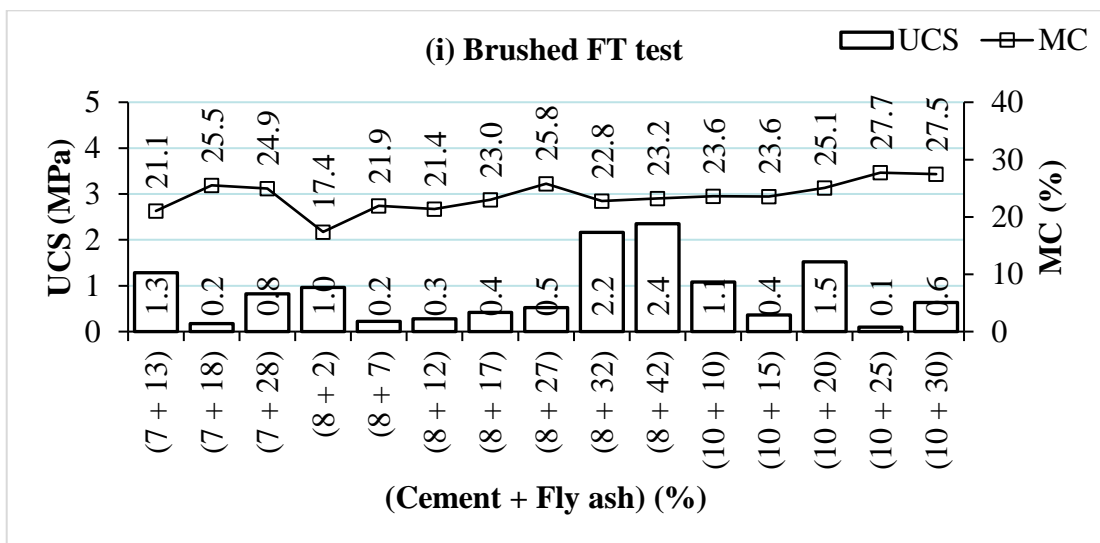 (i) Brushed FT test
UCS MC
UCS (MPa)
5
4
3
2
1
0
21.1
25.5
24.9
17.4
21.9
21.4
23.0
25.8
22.8
23.2
23.6
23.6
25.1
27.7
27.5
1.3
0.2
0.8
1.0
0.2
0.3
0.4
0.5
2.2
2.4
1.1
0.4
1.5
0.1
0.6
40
30
20
10
0
MC (%)
(7 + 13)
(7 + 18)
(7 + 28)
(8 + 2)
(8 + 7)
(8 + 12)
(8 + 17)
(8 + 27)
(8 + 32)
(8 + 42)
(10 + 10)
(10 + 15)
(10 + 20)
(10 + 25)
(10 + 30)
(Cement + Fly ash) (%)